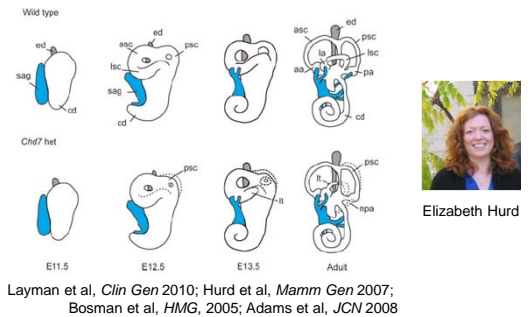 Wild type
ed
sag
cd
ed
asc
psc
lsc
sag
cd
ed
asc
psc
la
lsc
aa
pa
cd
Chd7 het
lt
psc
lt
npa
E11.5
E12.5
E13.5
Adult
Elizabeth Hurd
Layman et al, Clin Gen 2010; Hurd et al, Mamm Gen 2007;
Bosman et al, HMG, 2005; Adams et al, JCN 2008